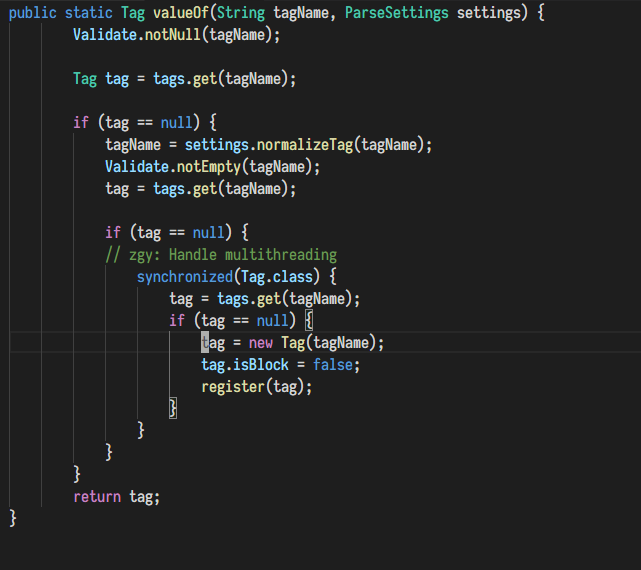 public static Tag valueOf(String tagName, ParseSettings settings) {
Validate.notNull(tagName);
Tag tag = tags.get(tagName);
if (tag == null) {
tagName = settings.normalizeTag(tagName);
Validate.notEmpty(tagName);
tag = tags.get(tagName);
if (tag == null) {
// zgy: Handle multithreading
synchronized(Tag.class) {
tag = tags.get(tagName);
if (tag == null) {
tag = new Tag(tagName);
tag.isBlock = false;
register(tag);
}
}
}
}
return tag;
}